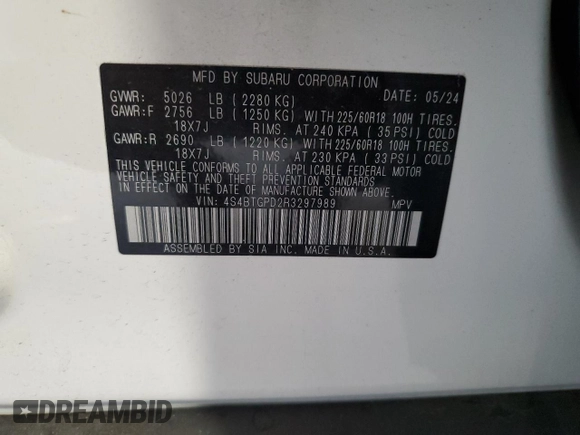 MFD BY SUBARU CORPORATION
GVWR: 5026 LB ( 2280 KG) DATE: 05/24
GAWR:F 2756 LB ( 1250 KG) WITH 225/60R18 100H TIRES.
18X7J RIMS. AT 240 KPA ( 35 PSI) COLD
GAWR:R 2690 LB ( 1220 KG) WITH 225/60R18 100H TIRES.
18X7J RIMS. AT 230 KPA ( 33 PSI) COLD
THIS VEHICLE CONFORMS TO ALL APPLICABLE FEDERAL MOTOR
VEHICLE SAFETY AND THEFT PREVENTION STANDARDS
IN EFFECT ON THE DATE OF MANUFACTURE SHOWN ABOVE.
VIN: 4S4BTGPD2R3297989 MPV
ASSEMBLED BY SIA INC. MADE IN U.S.A.
DREAMBID